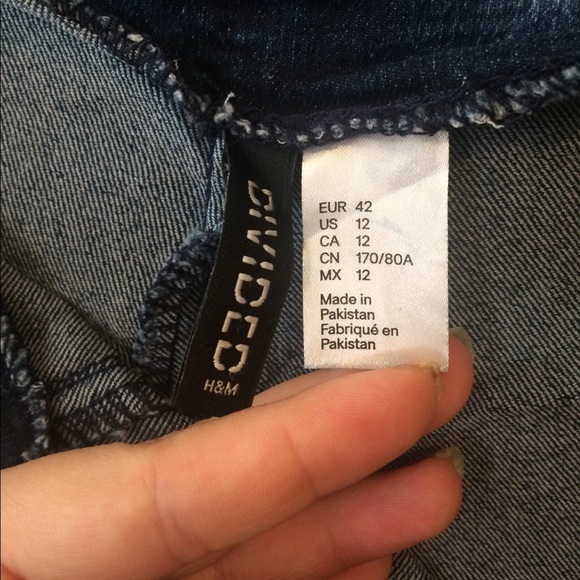 DIVIDED
H&M
EUR 42
US 12
CA 12
CN 170/80A
MX 12
Made in
Pakistan
Fabriqué en
Pakistan